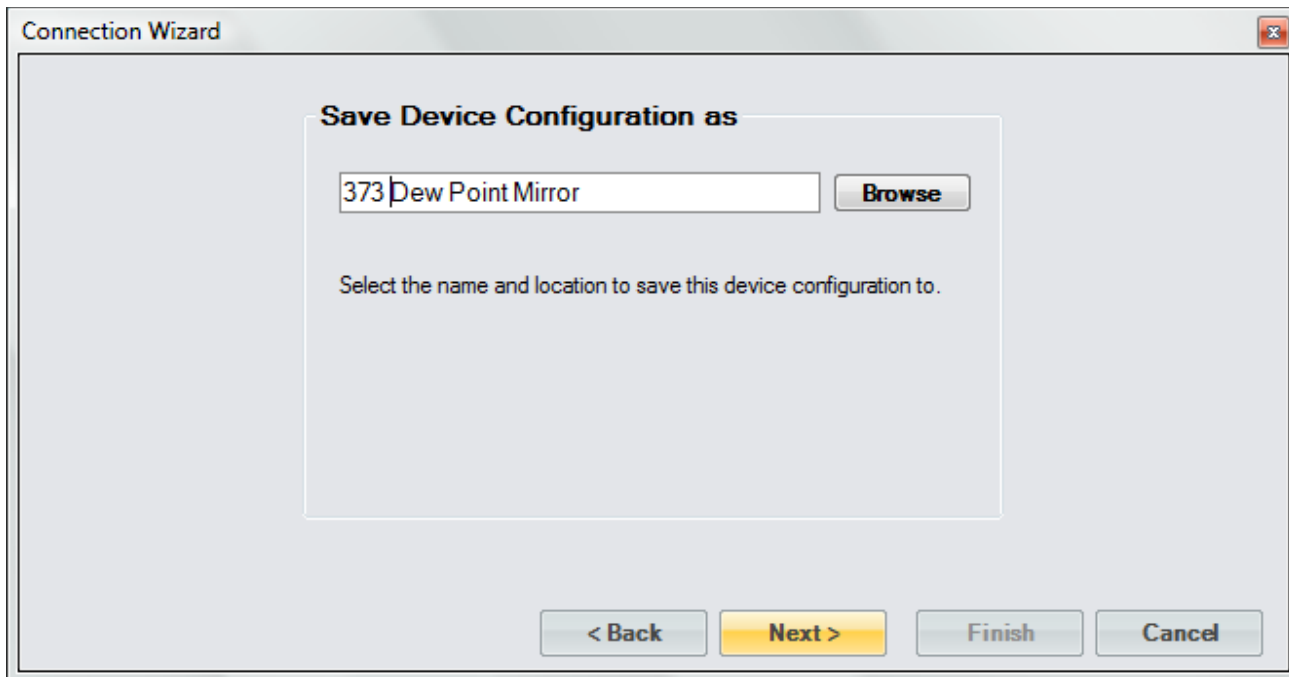 Connection Wizard
Save Device Configuration as
373 Dew Point Mirror
Browse
Select the name and location to save this device configuration to.
< Back
Next >
Finish
Cancel